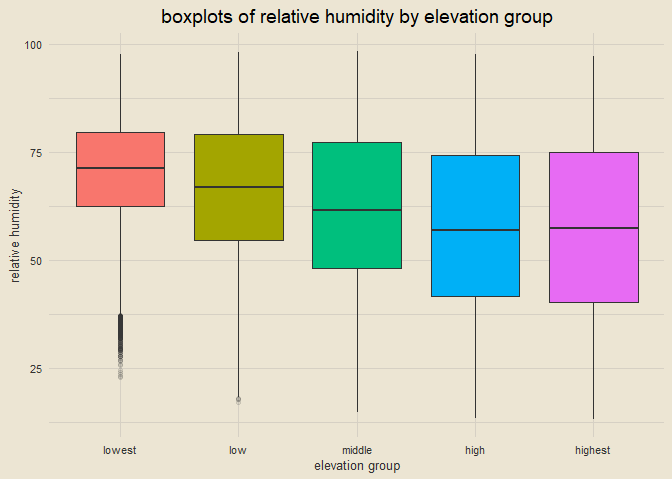 boxplots of relative humidity by elevation group
100
75
50
25
relative humidity
lowest low middle high highest
elevation group